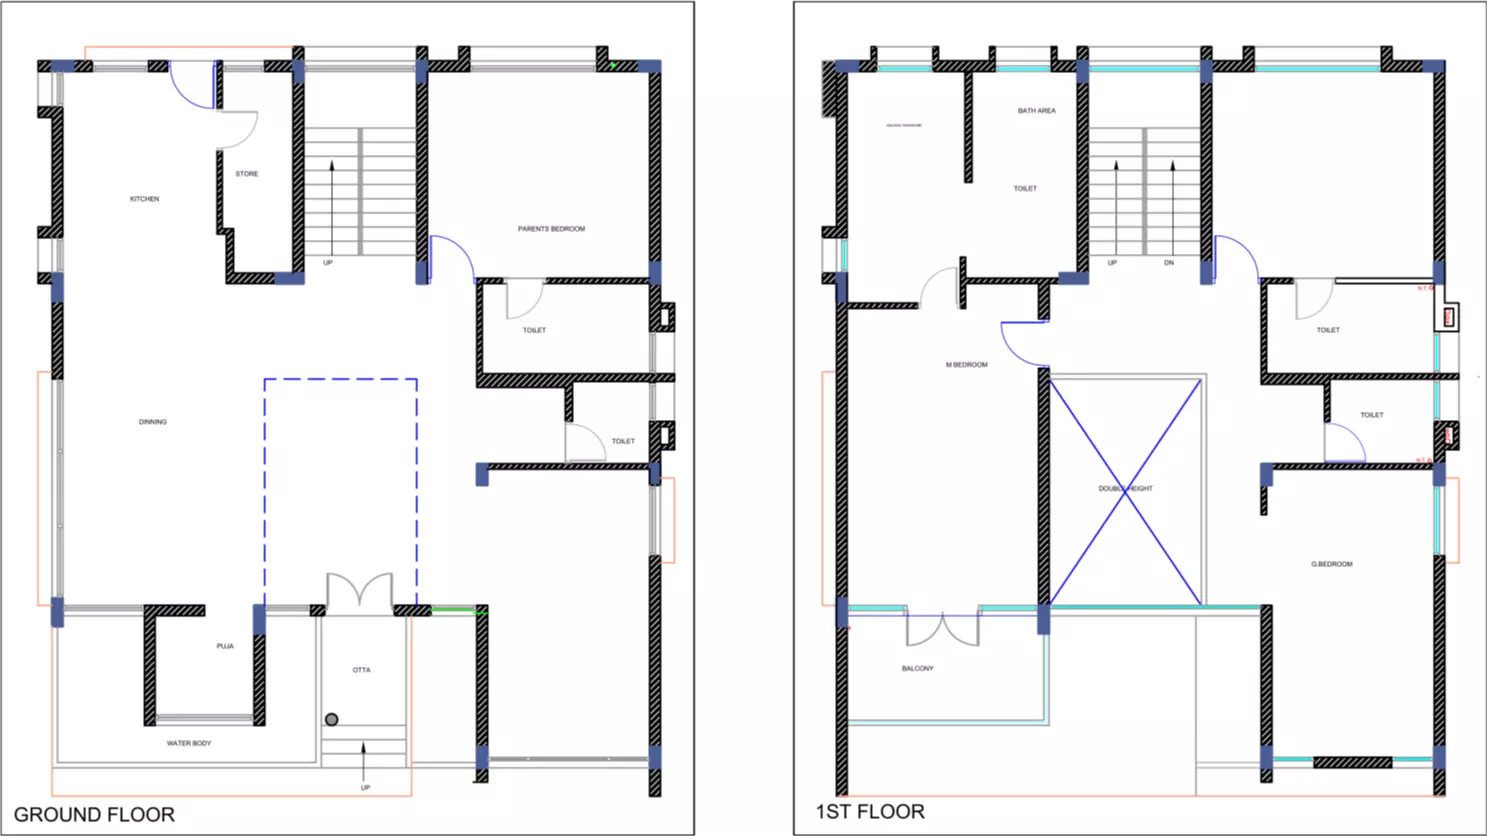 KITCHEN
STORE
PARENTS BEDROOM
UP
TOILET
DINNING
TOILET
PUJA
OTTA
WATER BODY
UP
GROUND FLOOR
BATH AREA
TOILET
UP
DN
N.T.
TOILET
M BEDROOM
TOILET
N.T.
DOUBLE HEIGHT
G.BEDROOM
BALCONY
1ST FLOOR